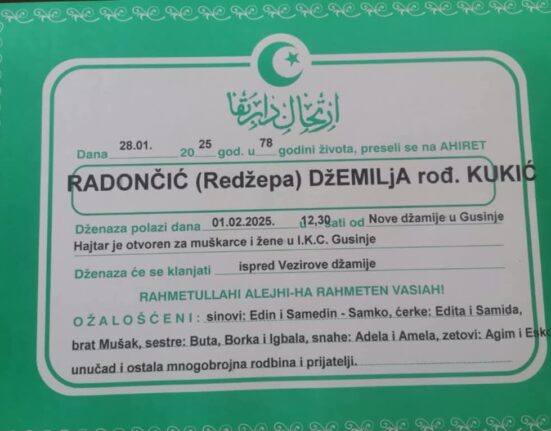 ارتحال دار بقا
Dana 28.01. 20 25 god. u 78 godini života, preseli se na AHIRET
RADONČIĆ (Redžepa) DžEMILjA rođ. KUKIĆ
Dženaza polazi dana 01.02.2025. u 12,30 sati od Nove džamije u Gusinje
Hajtar je otvoren za muškarce i žene u I.K.C. Gusinje
Dženaza će se klanjati ispred Vezirove džamije
RAHMETULLAHI ALEJHI-HA RAHMETEN VASIAH!
OŽALOŠĆENI: sinovi: Edin i Samedin - Samko, ćerke: Edita i Samida,
brat Mušak, sestre: Buta, Borka i Igbala, snahe: Adela i Amela, zetovi: Agim i Esko
unučad i ostala mnogobrojna rodbina i prijatelji.